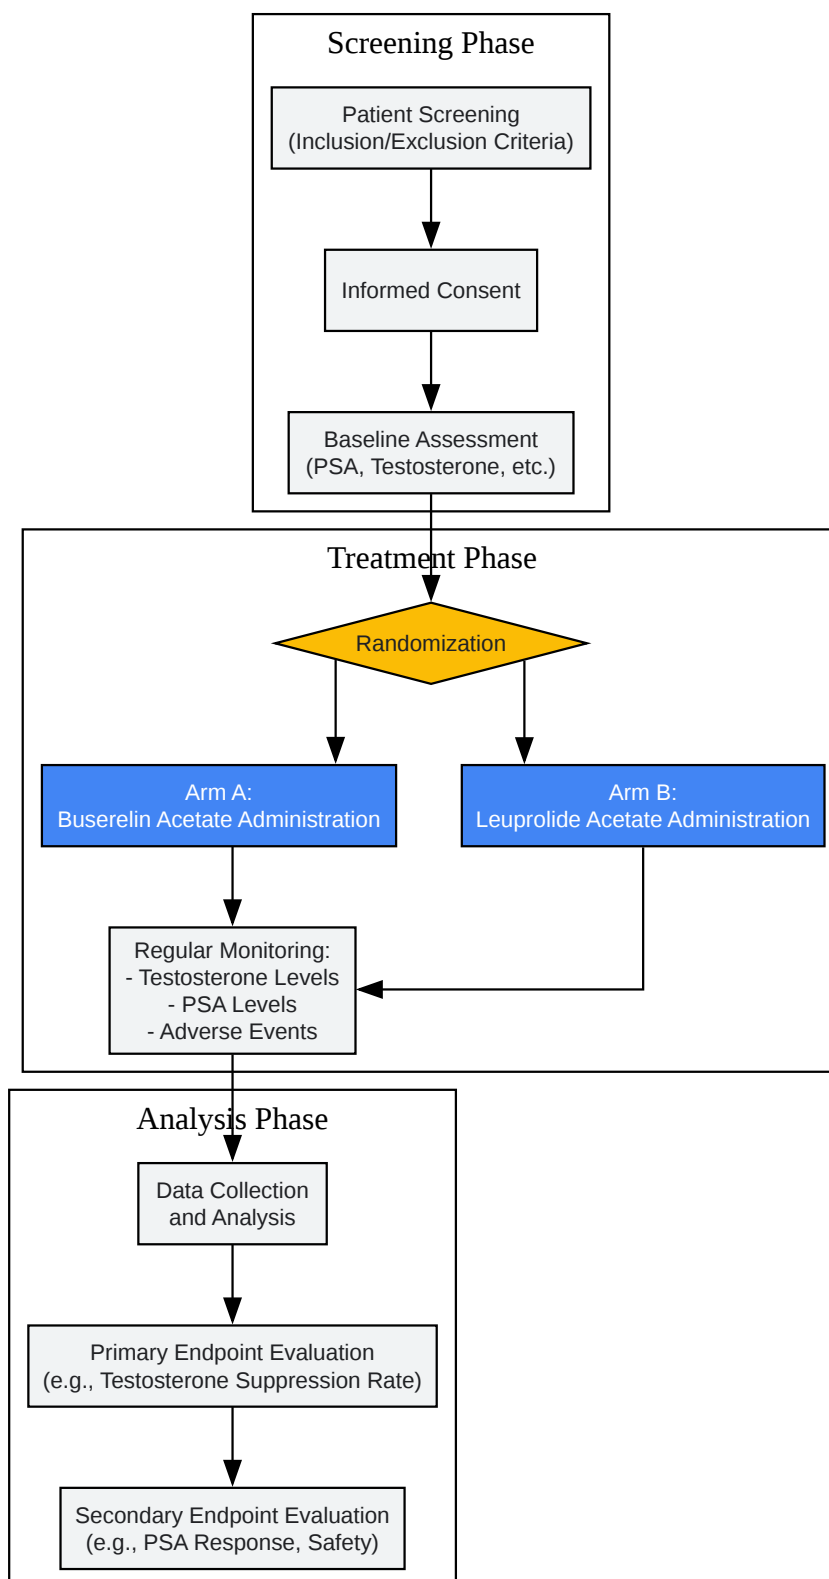 Screening Phase
Patient Screening
(Inclusion/Exclusion Criteria)
Informed Consent
Baseline Assessment
(PSA, Testosterone, etc.)
Treatment Phase
Randomization
Arm A:
Buserelin Acetate Administration
Arm B:
Leuprolide Acetate Administration
Regular Monitoring:
- Testosterone Levels
- PSA Levels
- Adverse Events
Analysis Phase
Data Collection
and Analysis
Primary Endpoint Evaluation
(e.g., Testosterone Suppression Rate)
Secondary Endpoint Evaluation
(e.g., PSA Response, Safety)